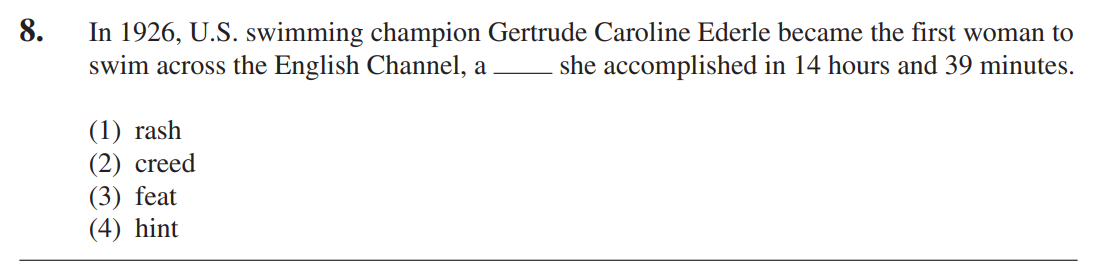 8. In 1926, U.S. swimming champion Gertrude Caroline Ederle became the first woman to
swim across the English Channel, a ____ she accomplished in 14 hours and 39 minutes.
(1) rash
(2) creed
(3) feat
(4) hint